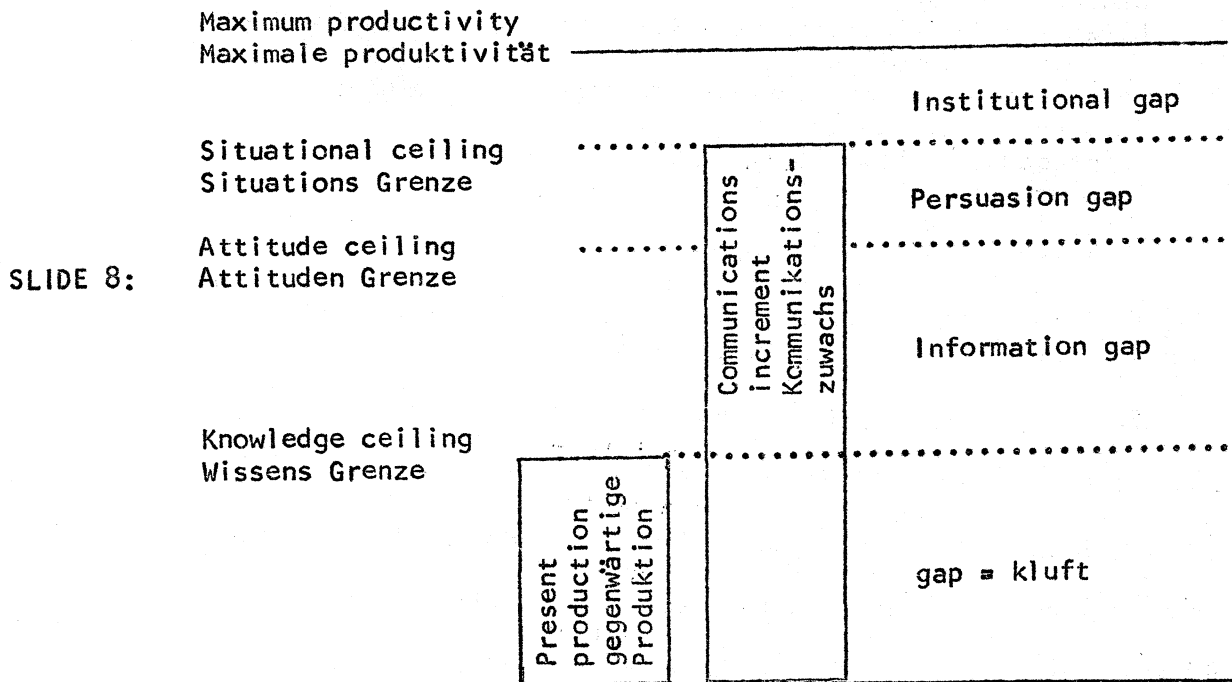 Maximum productivity
Maximale produktivität
Institutional gap
Situational ceiling
Situations Grenze
Persuasion gap
Attitude ceiling
SLIDE 8: Attituden Grenze
Communications
increment
Kommunikations-
zuwachs
Information gap
Knowledge ceiling
Wissens Grenze
Present
production
gegenwärtige
Produktion
gap = kluft